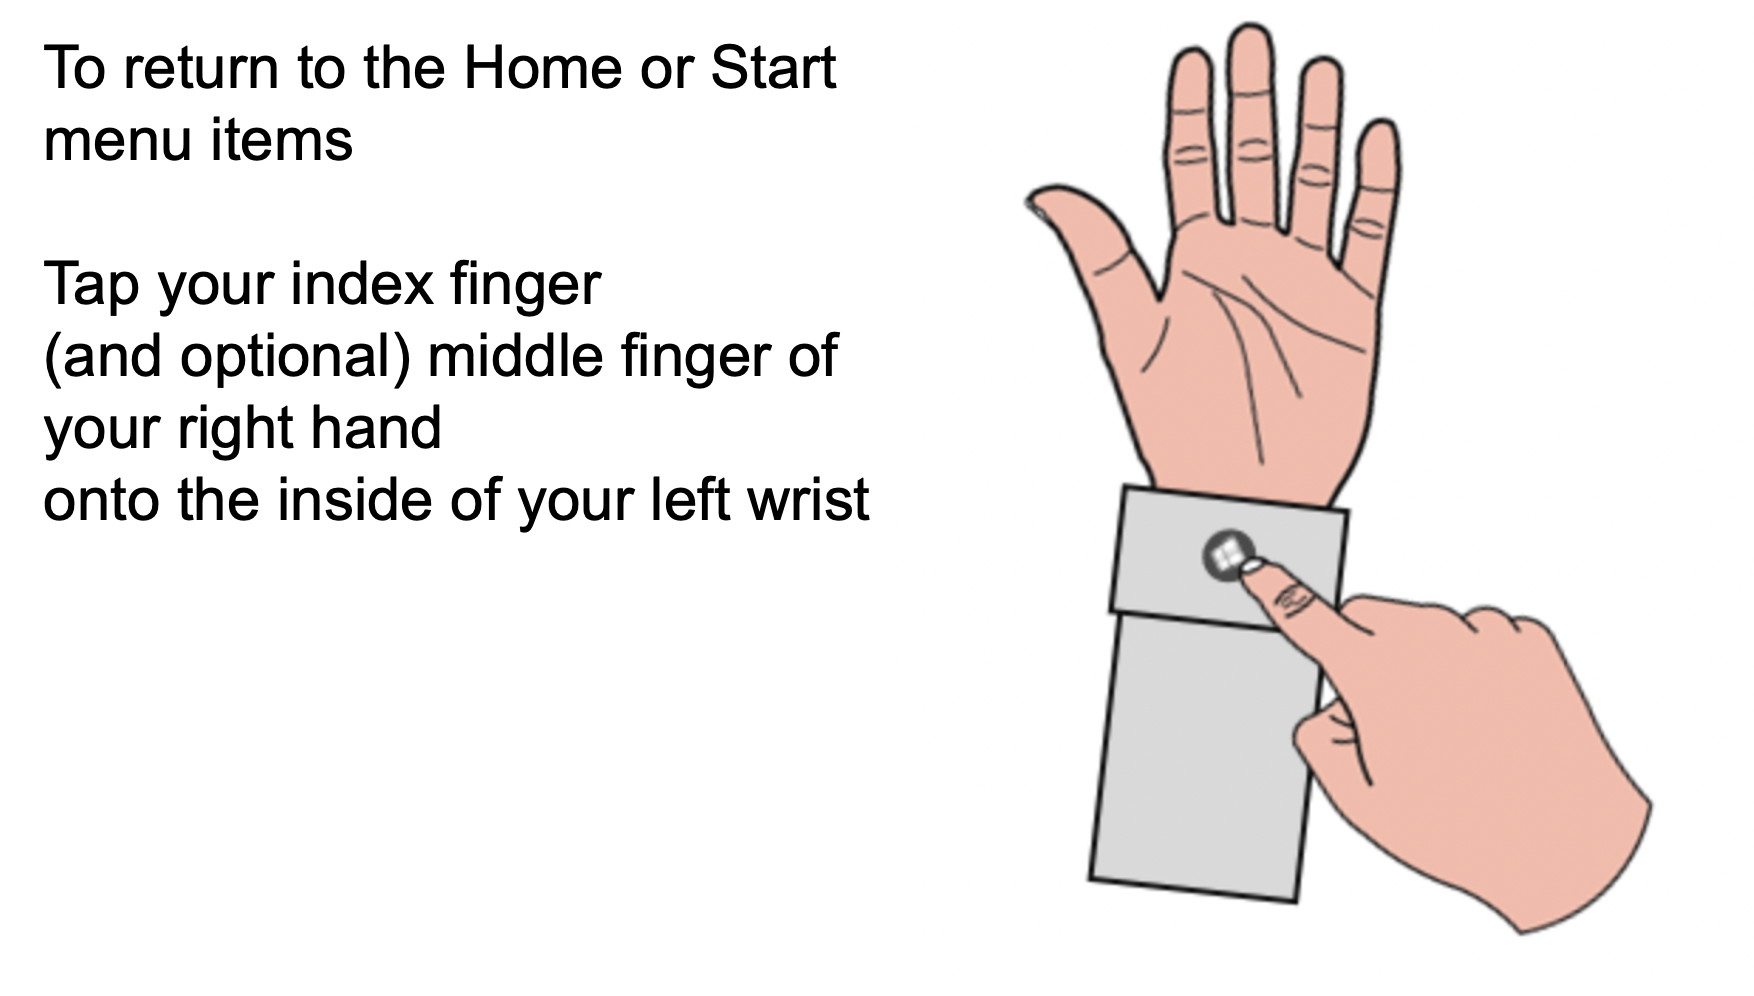 To return to the Home or Start
menu items
Tap your index finger
(and optional) middle finger of
your right hand
onto the inside of your left wrist